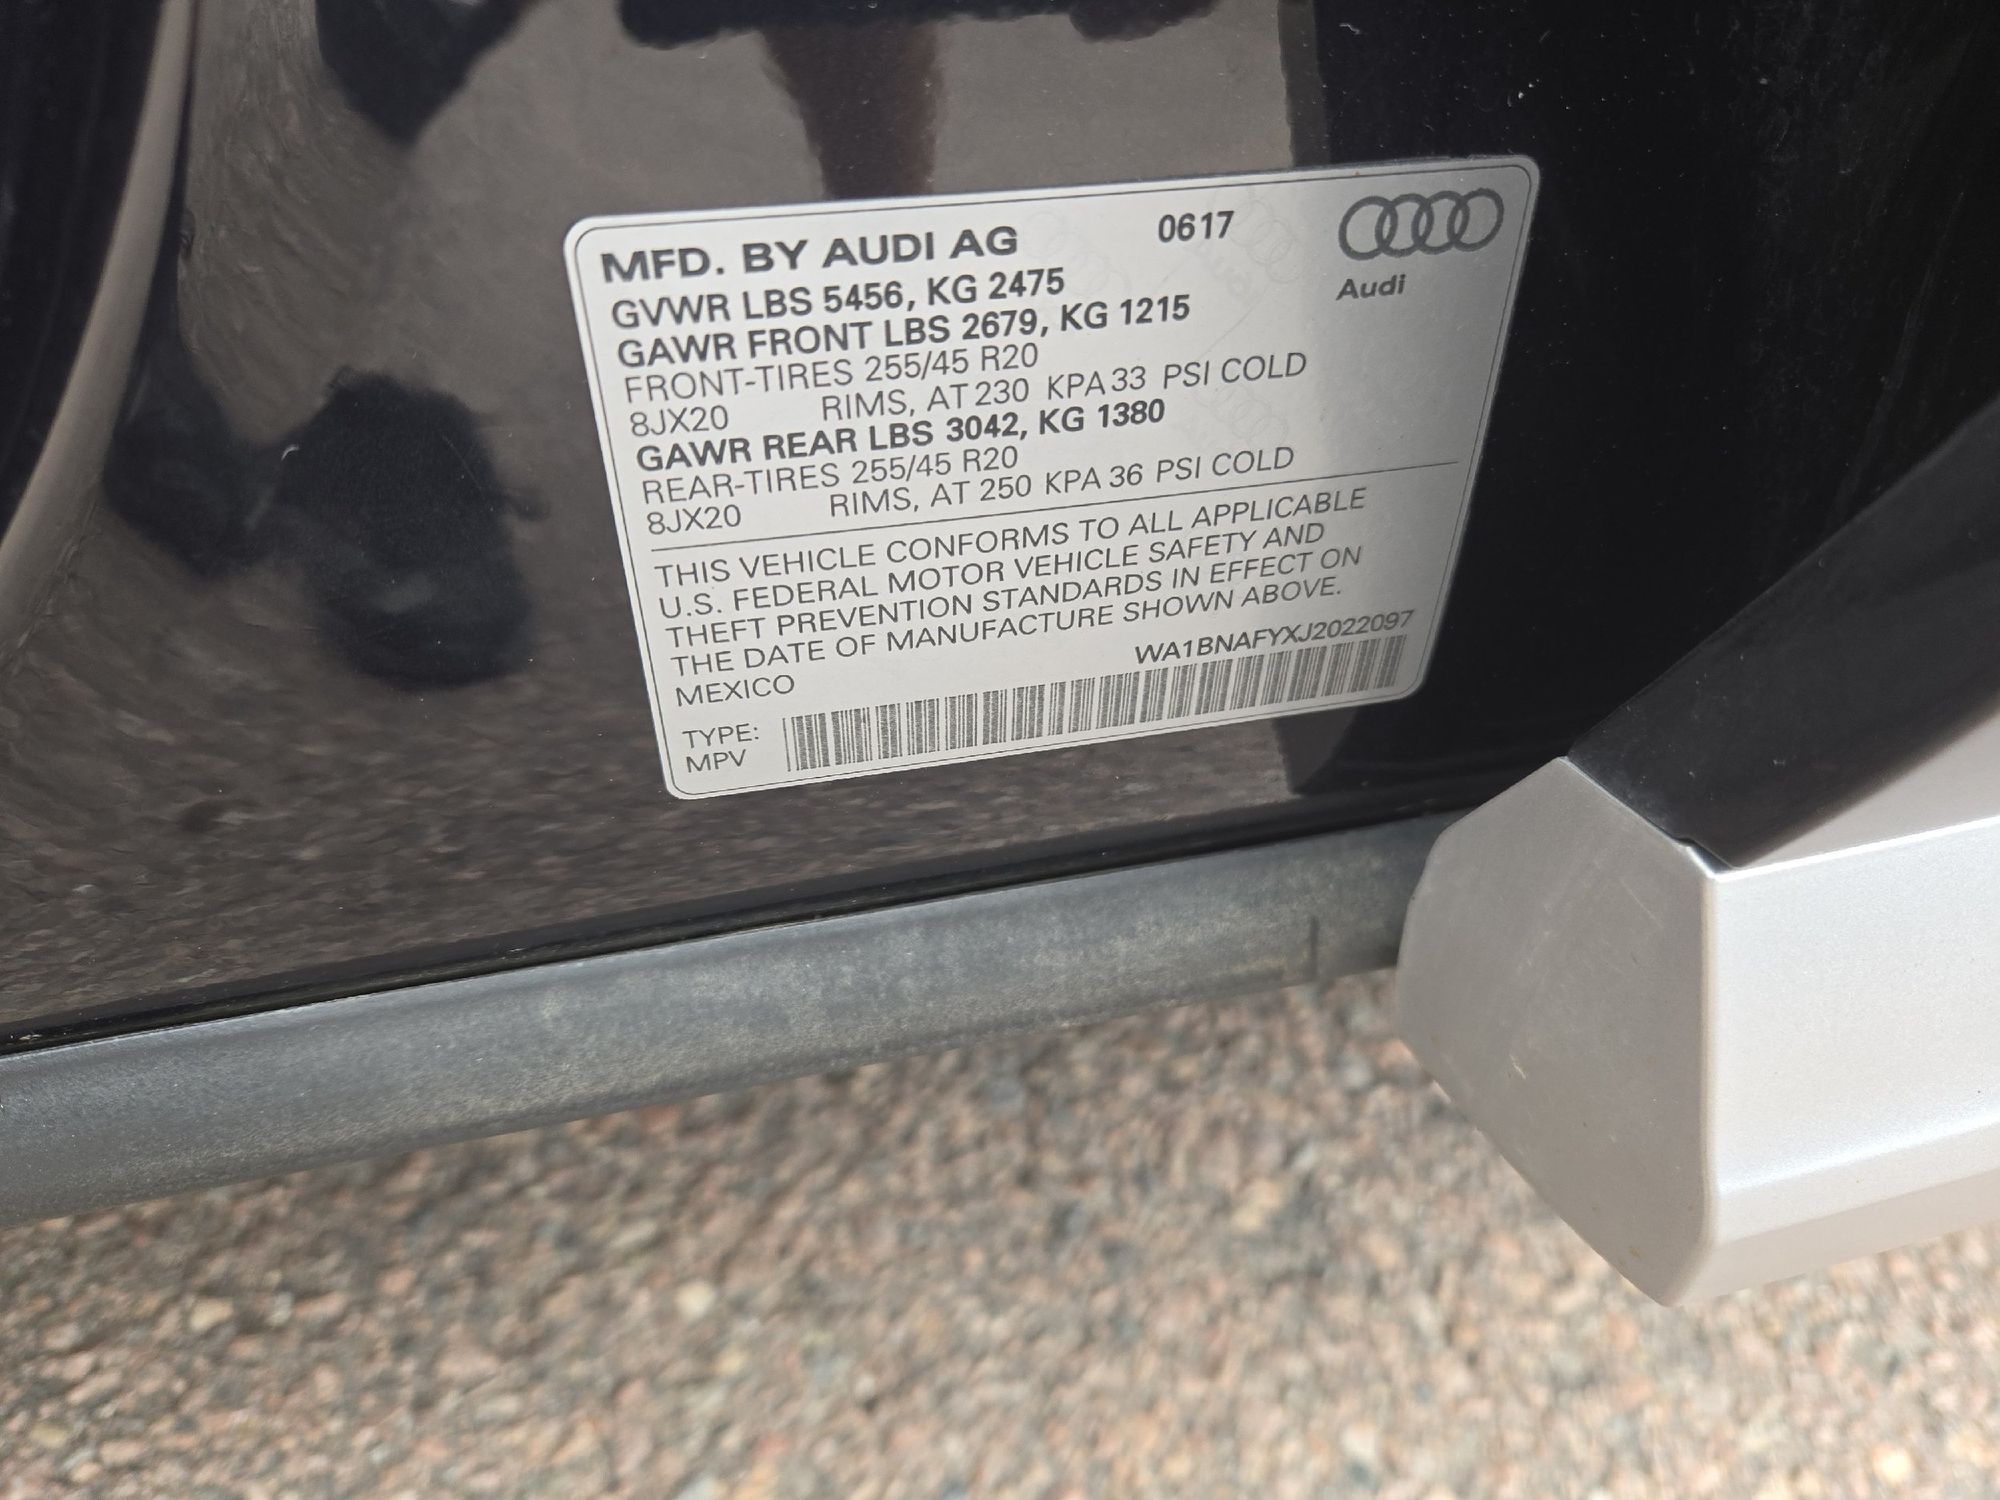 MFD. BY AUDI AG 0617
Audi
GVWR LBS 5456, KG 2475
GAWR FRONT LBS 2679, KG 1215
FRONT-TIRES 255/45 R20
8JX20 RIMS, AT 230 KPA 33 PSI COLD
GAWR REAR LBS 3042, KG 1380
REAR-TIRES 255/45 R20
8JX20 RIMS, AT 250 KPA 36 PSI COLD
THIS VEHICLE CONFORMS TO ALL APPLICABLE
U.S. FEDERAL MOTOR VEHICLE SAFETY AND
THEFT PREVENTION STANDARDS IN EFFECT ON
THE DATE OF MANUFACTURE SHOWN ABOVE.
MEXICO WA1BNAFYXJ2022097
TYPE:
MPV